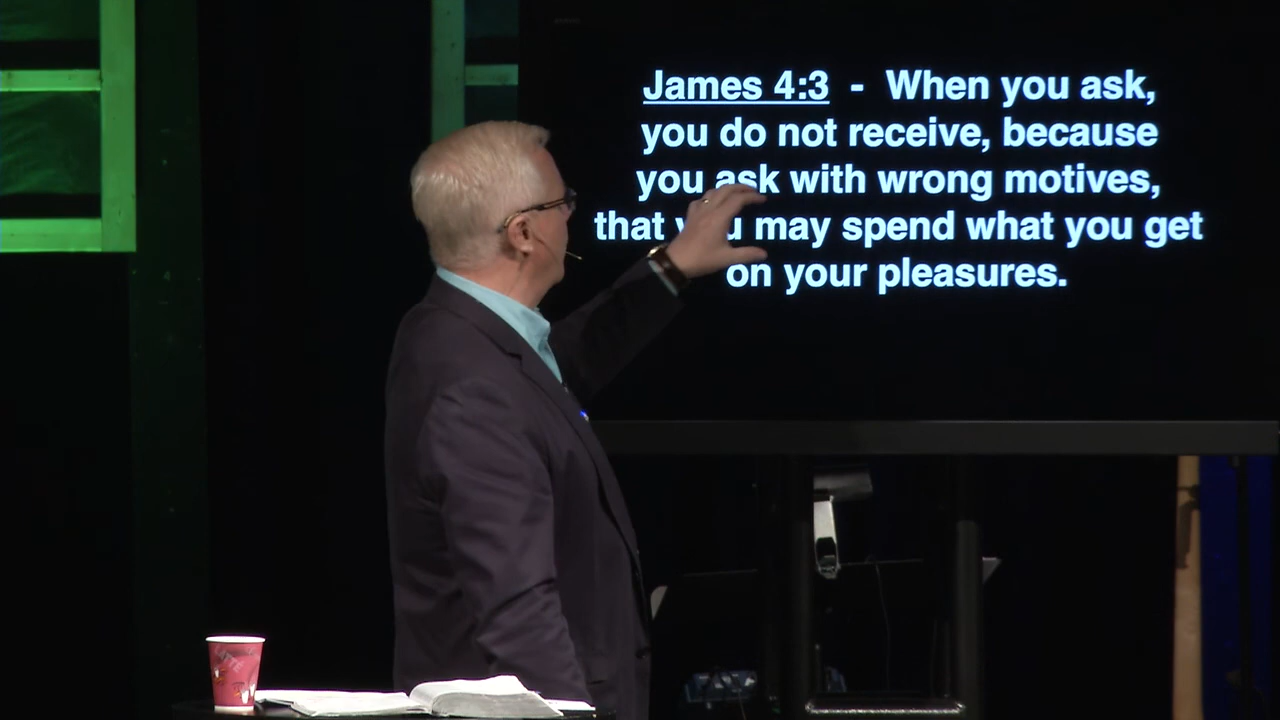 James 4:3 - When you ask,
you do not receive, because
you ask with wrong motives,
that you may spend what you get
on your pleasures.